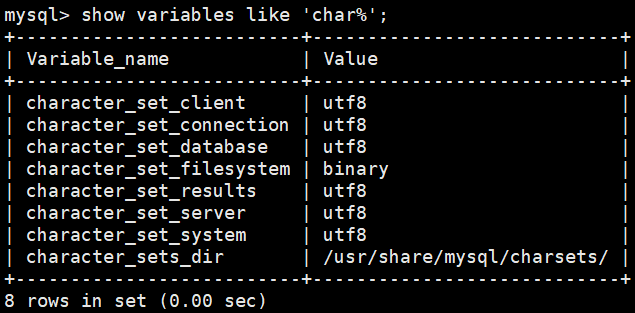 mysql> show variables like 'char%';
+--------------------------+----------------------------+
| Variable_name            | Value                      |
+--------------------------+----------------------------+
| character_set_client     | utf8                       |
| character_set_connection | utf8                       |
| character_set_database   | utf8                       |
| character_set_filesystem | binary                     |
| character_set_results    | utf8                       |
| character_set_server     | utf8                       |
| character_set_system     | utf8                       |
| character_sets_dir       | /usr/share/mysql/charsets/ |
+--------------------------+----------------------------+
8 rows in set (0.00 sec)